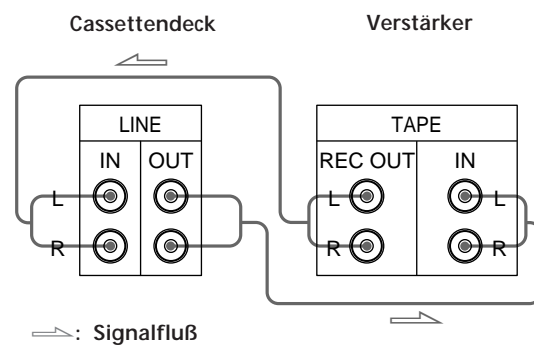 Cassettendeck Verstärker
LINE TAPE
IN OUT REC OUT IN
L L L
R R R
: Signalfluß